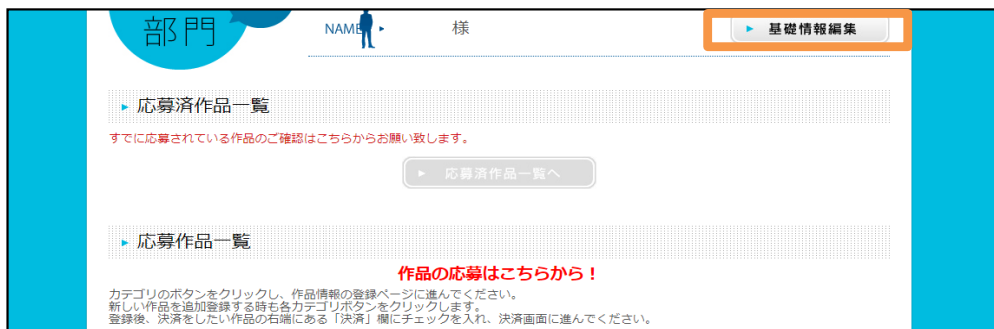 部門
NAME 様
基礎情報編集
応募済作品一覧
すでに応募されている作品のご確認はこちらからお願い致します。
応募済作品一覧へ
応募作品一覧
作品の応募はこちらから！
カテゴリのボタンをクリックし、作品情報の登録ページに進んでください。
新しい作品を追加登録する時も各カテゴリボタンをクリックします。
登録後、決済をしたい作品の右端にある「決済」欄にチェックを入れ、決済画面に進んでください。